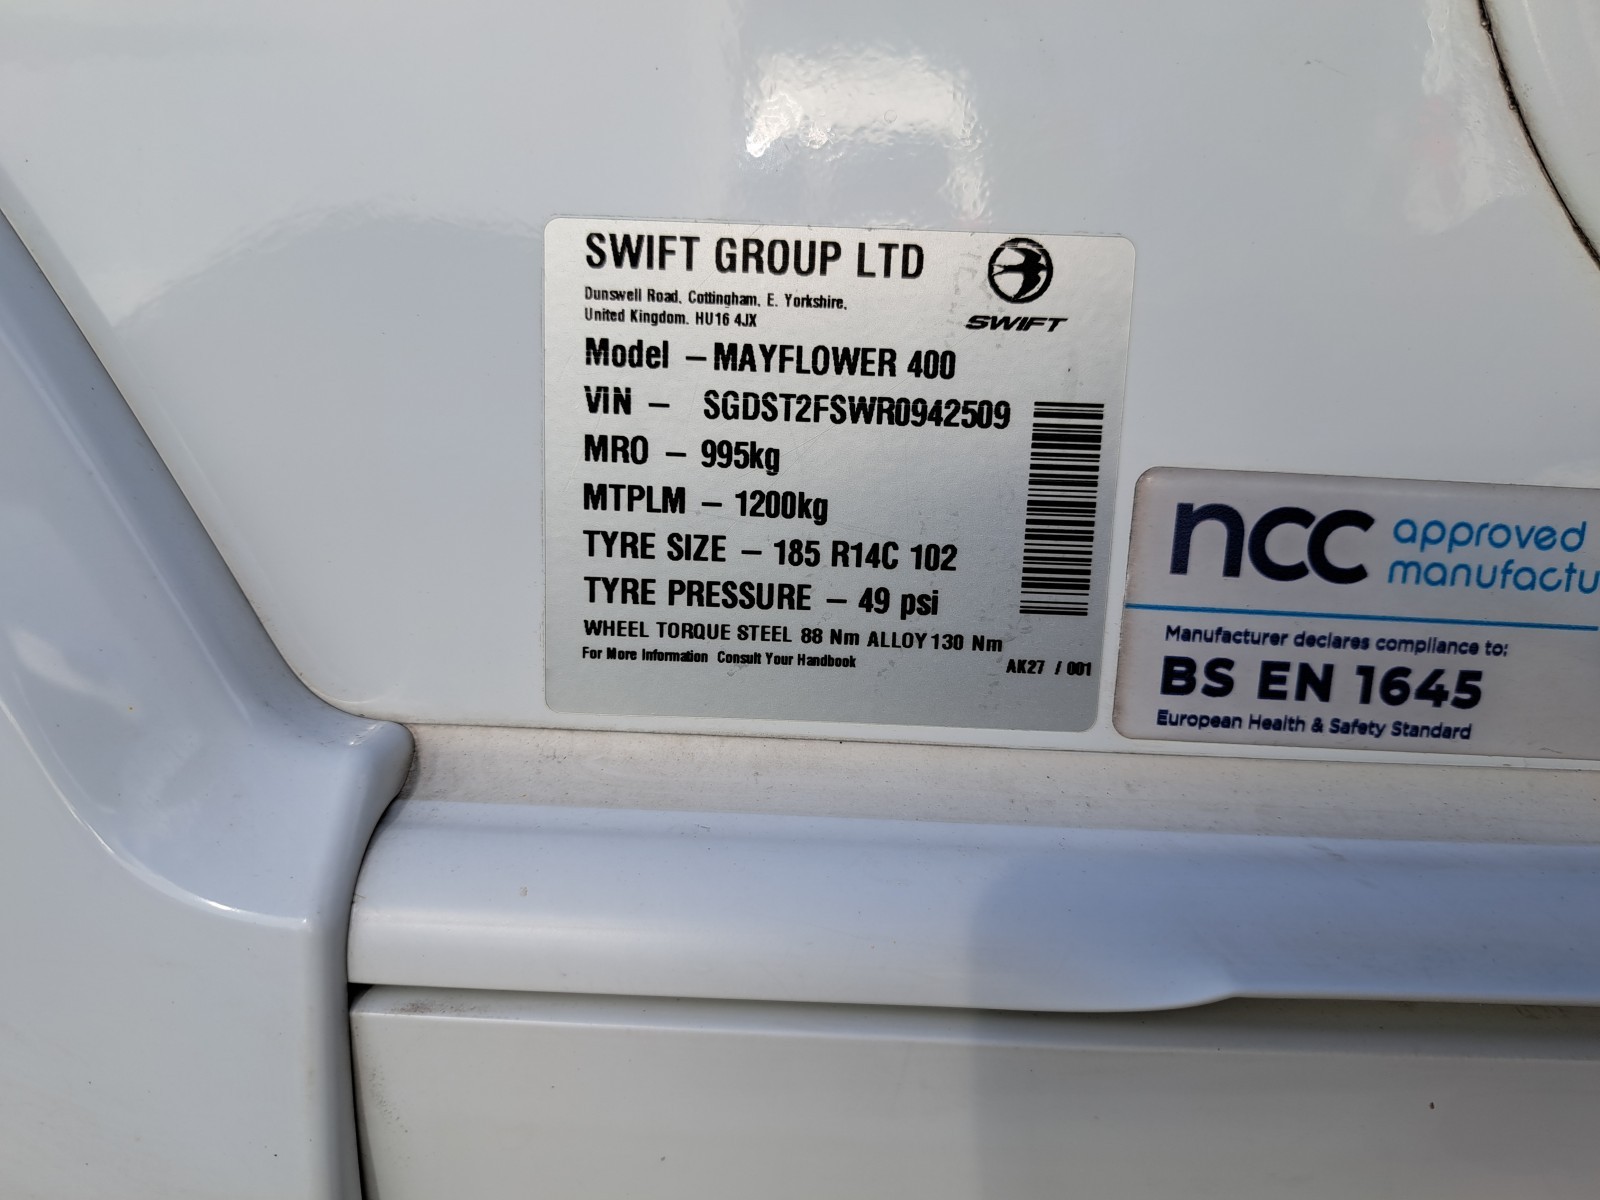 SWIFT GROUP LTD
Dunswell Road, Cottingham, E. Yorkshire,
United Kingdom. HU16 4JX
SWIFT
Model – MAYFLOWER 400
VIN – SGDST2FSWR0942509
MRO – 995kg
MTPLM – 1200kg
TYRE SIZE – 185 R14C 102
TYRE PRESSURE – 49 psi
WHEEL TORQUE STEEL 88 Nm ALLOY 130 Nm
For More Information Consult Your Handbook
AK27 / 001
ncc approved
manufactu
Manufacturer declares compliance to:
BS EN 1645
European Health & Safety Standard